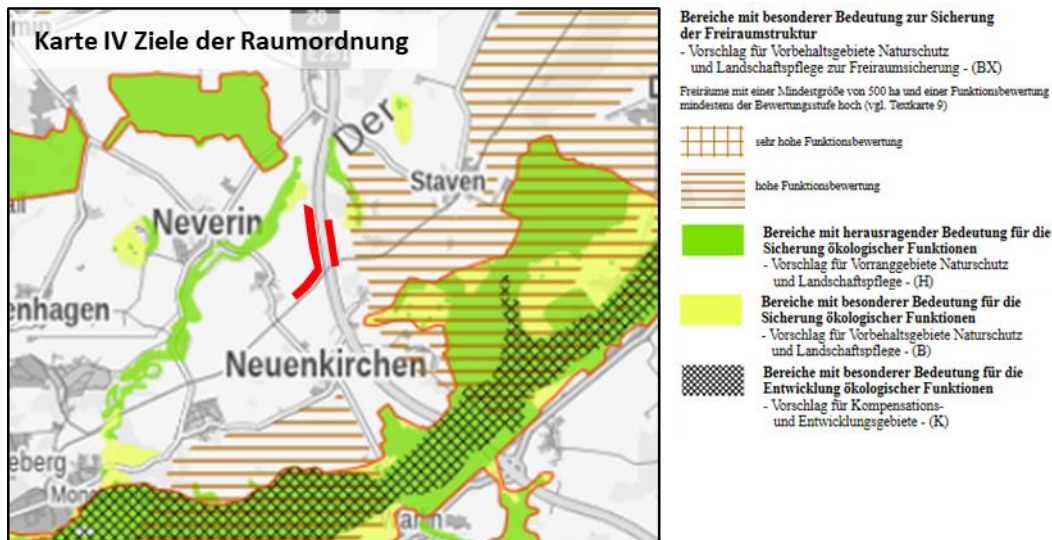 Karte IV Ziele der Raumordnung
20
Der
Staven
Neverin
enhagen
Neuenkirchen
eberg
Mon
Bereiche mit besonderer Bedeutung zur Sicherung
der Freiraumstruktur
- Vorschlag für Vorbehaltsgebiete Naturschutz
und Landschaftspflege zur Freiraumsicherung - (BX)
Freiräume mit einer Mindestgröße von 500 ha und einer Funktionsbewertung
mindestens der Bewertungsstufe hoch (vgl. Textkarte 9)
sehr hohe Funktionsbewertung
hohe Funktionsbewertung
Bereiche mit herausragender Bedeutung für die
Sicherung ökologischer Funktionen
- Vorschlag für Vorranggebiete Naturschutz
und Landschaftspflege - (H)
Bereiche mit besonderer Bedeutung für die
Sicherung ökologischer Funktionen
- Vorschlag für Vorbehaltsgebiete Naturschutz
und Landschaftspflege - (B)
Bereiche mit besonderer Bedeutung für die
Entwicklung ökologischer Funktionen
- Vorschlag für Kompensations-
und Entwicklungsgebiete - (K)